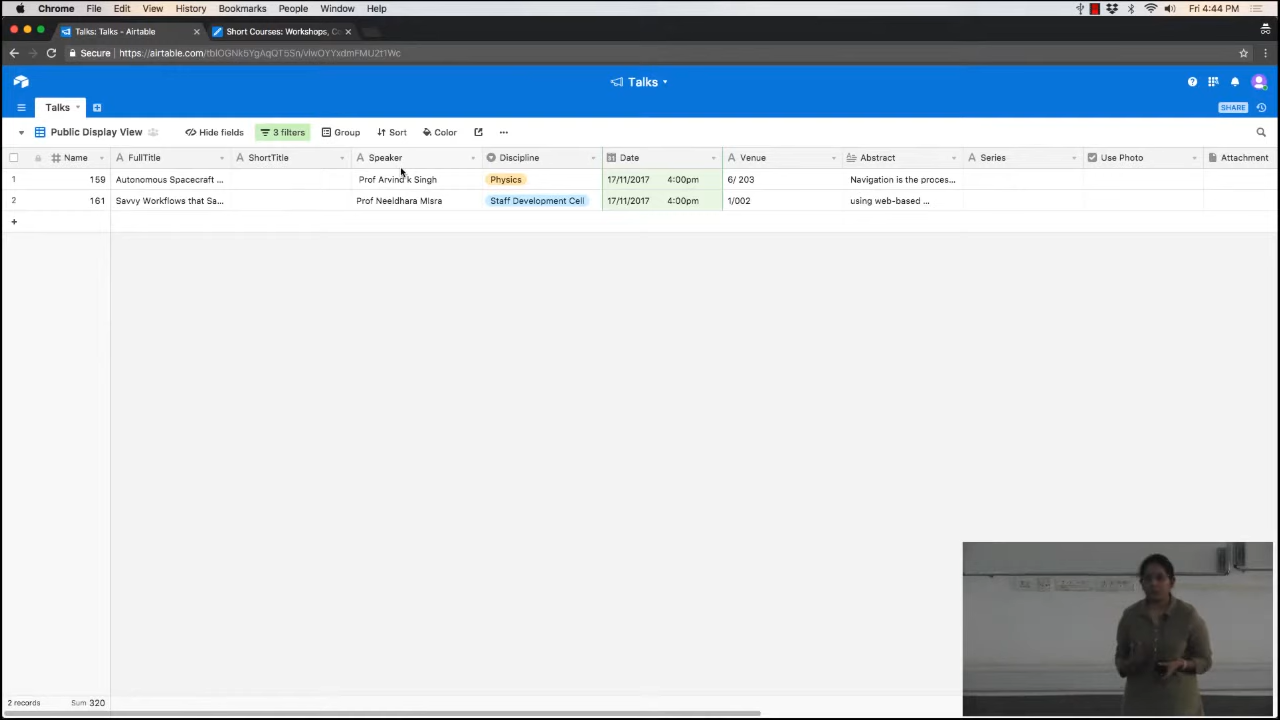 Chrome File Edit View History Bookmarks People Window Help Fri 4:44 PM
Talks: Talks - Airtable Short Courses: Workshops, C
Secure https://airtable.com/tblOGNk5YgAqQT5Sn/viwOYYxdmFMU2t1Wc
Talks
Talks SHARE
Public Display View Hide fields 3 filters Group Sort Color
Name FullTitle ShortTitle Speaker Discipline Date Venue Abstract Series Use Photo Attachment
1 159 Autonomous Spacecraft ... Prof Arvind k Singh Physics 17/11/2017 4:00pm 6/ 203 Navigation is the proces...
2 161 Savvy Workflows that Sa... Prof Neeldhara Misra Staff Development Cell 17/11/2017 4:00pm 1/002 using web-based ...
+
2 records Sum 320